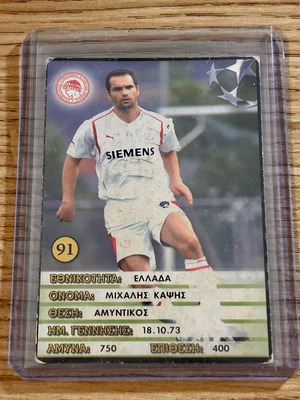 SIEMENS
91
ΕΘΝΙΚΟΤΗΤΑ: ΕΛΛΑΔΑ
ΟΝΟΜΑ: ΜΙΧΑΛΗΣ ΚΑΨΗΣ
ΘΕΣΗ: ΑΜΥΝΤΙΚΟΣ
ΗΜ. ΓΕΝΝΗΣΗΣ: 18.10.73
ΑΜΥΝΑ: 750 ΕΠΙΘΕΣΗ: 400